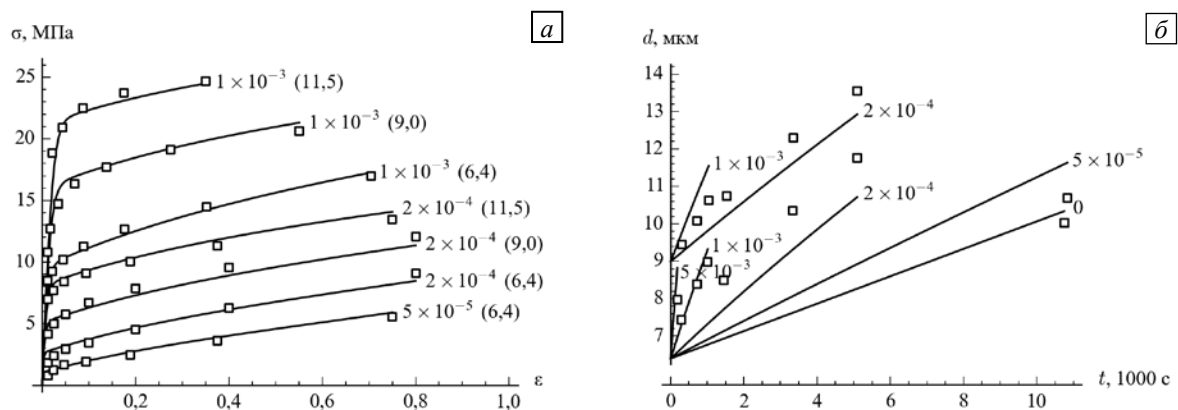 σ, МПа
а
25
20
15
10
5
0,2
0,4
0,6
0,8
1,0
ε
1 × 10⁻³ (11,5)
1 × 10⁻³ (9,0)
1 × 10⁻³ (6,4)
2 × 10⁻⁴ (11,5)
2 × 10⁻⁴ (9,0)
2 × 10⁻⁴ (6,4)
5 × 10⁻⁵ (6,4)
d, мкм
б
14
13
12
11
10
9
8
7
0
2
4
6
8
10
t, 1000 с
2 × 10⁻⁴
1 × 10⁻³
5 × 10⁻⁵
2 × 10⁻⁴
0
1 × 10⁻³
5 × 10⁻³